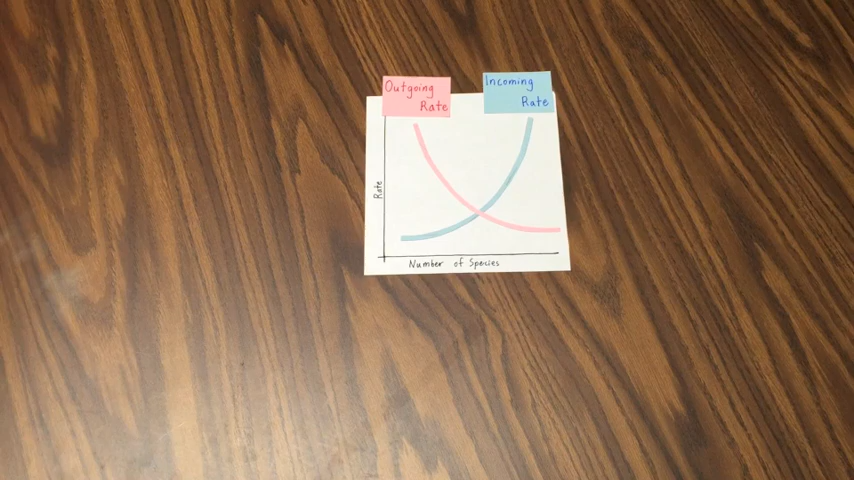 Outgoing
Rate
Incoming
Rate
Rate
Number of Species